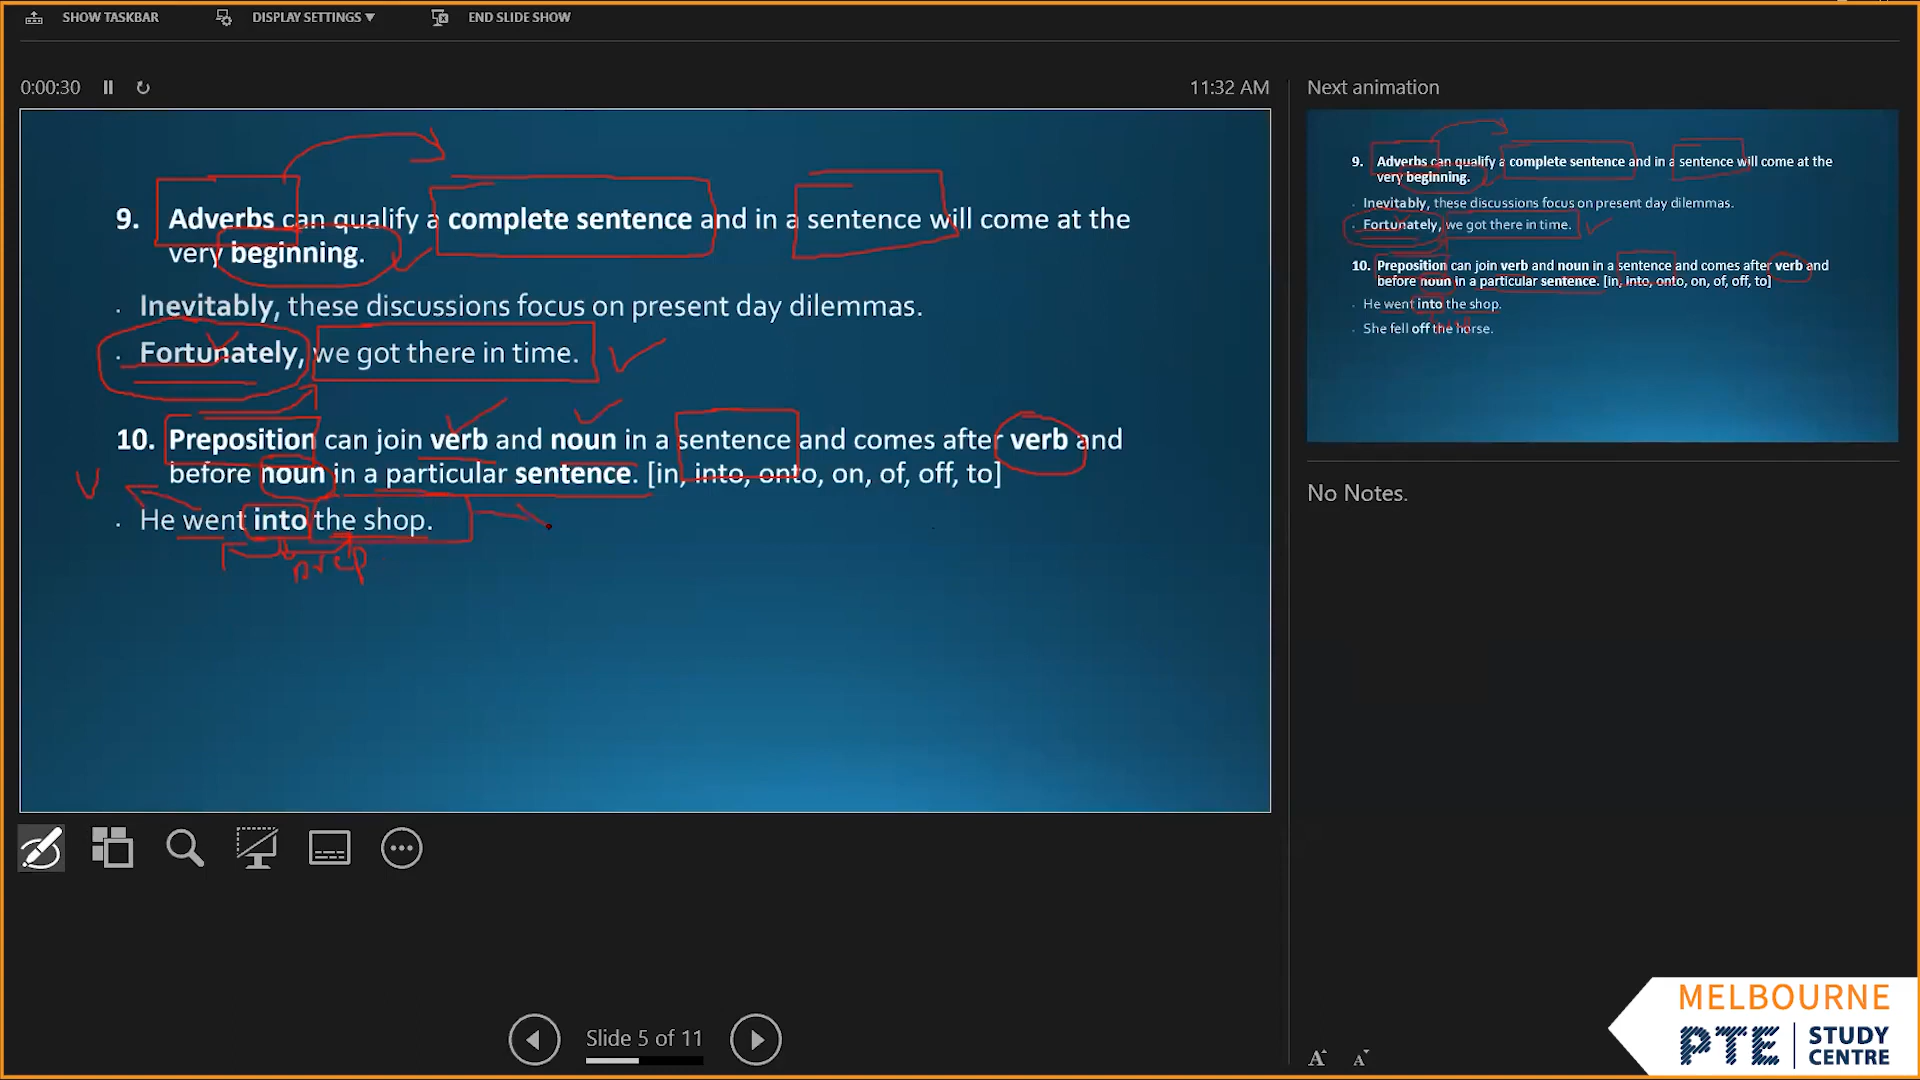 SHOW TASKBAR DISPLAY SETTINGS ▼ END SLIDE SHOW
0:00:30 11:32 AM
9. Adverbs can qualify a complete sentence and in a sentence will come at the
very beginning.
. Inevitably, these discussions focus on present day dilemmas.
. Fortunately, we got there in time.
10. Preposition can join verb and noun in a sentence and comes after verb and
before noun in a particular sentence. [in, into, onto, on, of, off, to]
V
. He went into the shop.
prep
Next animation
9. Adverbs can qualify a complete sentence and in a sentence will come at the
very beginning.
. Inevitably, these discussions focus on present day dilemmas.
. Fortunately, we got there in time.
10. Preposition can join verb and noun in a sentence and comes after verb and
before noun in a particular sentence. [in, into, onto, on, of, off, to]
. He went into the shop.
. She fell off the horse.
No Notes.
Slide 5 of 11
A A
MELBOURNE
PTE STUDY
CENTRE